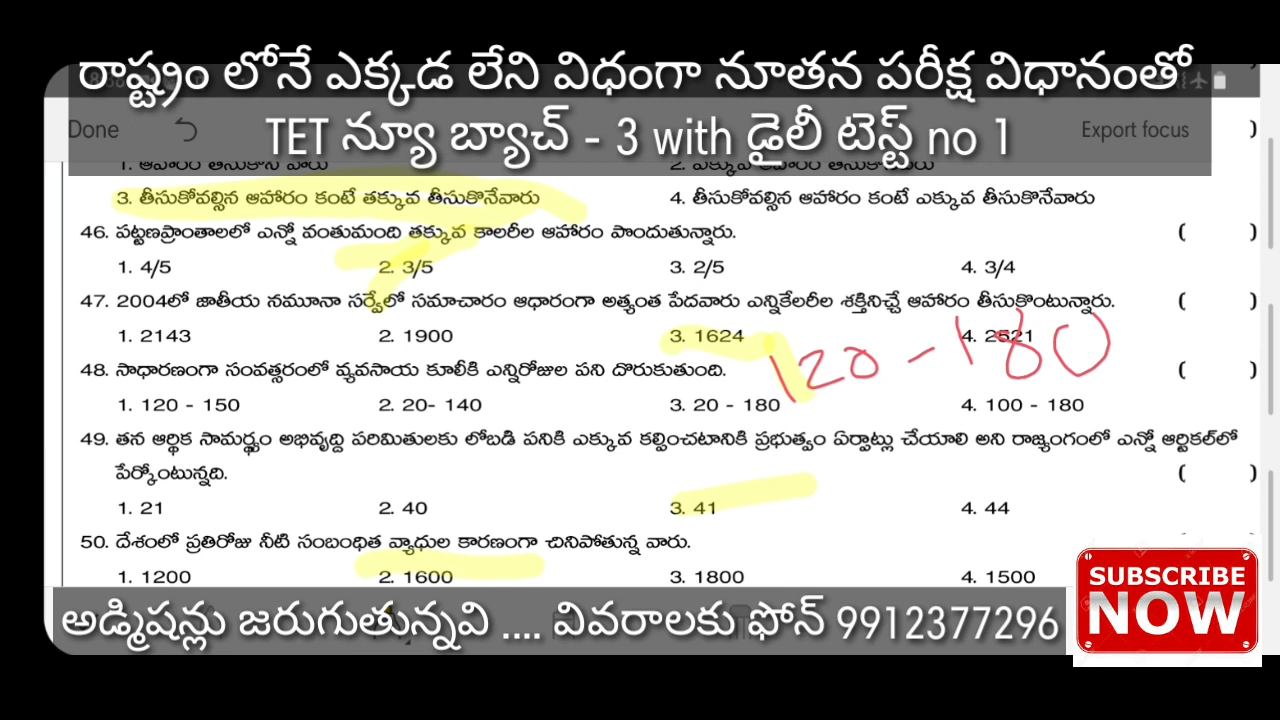 రాష్ట్రం లోనే ఎక్కడ లేని విధంగా నూతన పరీక్ష విధానంతో
TET న్యూ బ్యాచ్ - 3 with డైలీ టెస్ట్ no 1
Done Export focus )
3. తీసుకోవల్సిన ఆహారం కంటే తక్కువ తీసుకొనేవారు 4. తీసుకోవల్సిన ఆహారం కంటే ఎక్కువ తీసుకొనేవారు
46. పట్టణప్రాంతాలలో ఎన్నో వంతుమంది తక్కువ కాలరీల ఆహారం పొందుతున్నారు. ( )
1. 4/5 2. 3/5 3. 2/5 4. 3/4
47. 2004లో జాతీయ నమూనా సర్వేలో సమాచారం ఆధారంగా అత్యంత పేదవారు ఎన్నికేలరీల శక్తినిచ్చే ఆహారం తీసుకొంటున్నారు. ( )
1. 2143 2. 1900 3. 1624 4. 2521
120 - 180
48. సాధారణంగా సంవత్సరంలో వ్యవసాయ కూలీకి ఎన్నిరోజుల పని దొరుకుతుంది. ( )
1. 120 - 150 2. 20- 140 3. 20 - 180 4. 100 - 180
49. తన ఆర్థిక సామర్థ్యం అభివృద్ది పరిమితులకు లోబడి పనికి ఎక్కువ కల్పించటానికి ప్రభుత్వం ఏర్పాట్లు చేయాలి అని రాజ్యంగంలో ఎన్నో ఆర్టికల్‌లో
పేర్కోంటున్నది. ( )
1. 21 2. 40 3. 41 4. 44
50. దేశంలో ప్రతిరోజు నీటి సంబంధిత వ్యాధుల కారణంగా చినిపోతున్న వారు.
1. 1200 2. 1600 3. 1800 4. 1500
అడ్మిషన్లు జరుగుతున్నవి .... వివరాలకు ఫోన్ 9912377296
SUBSCRIBE
NOW